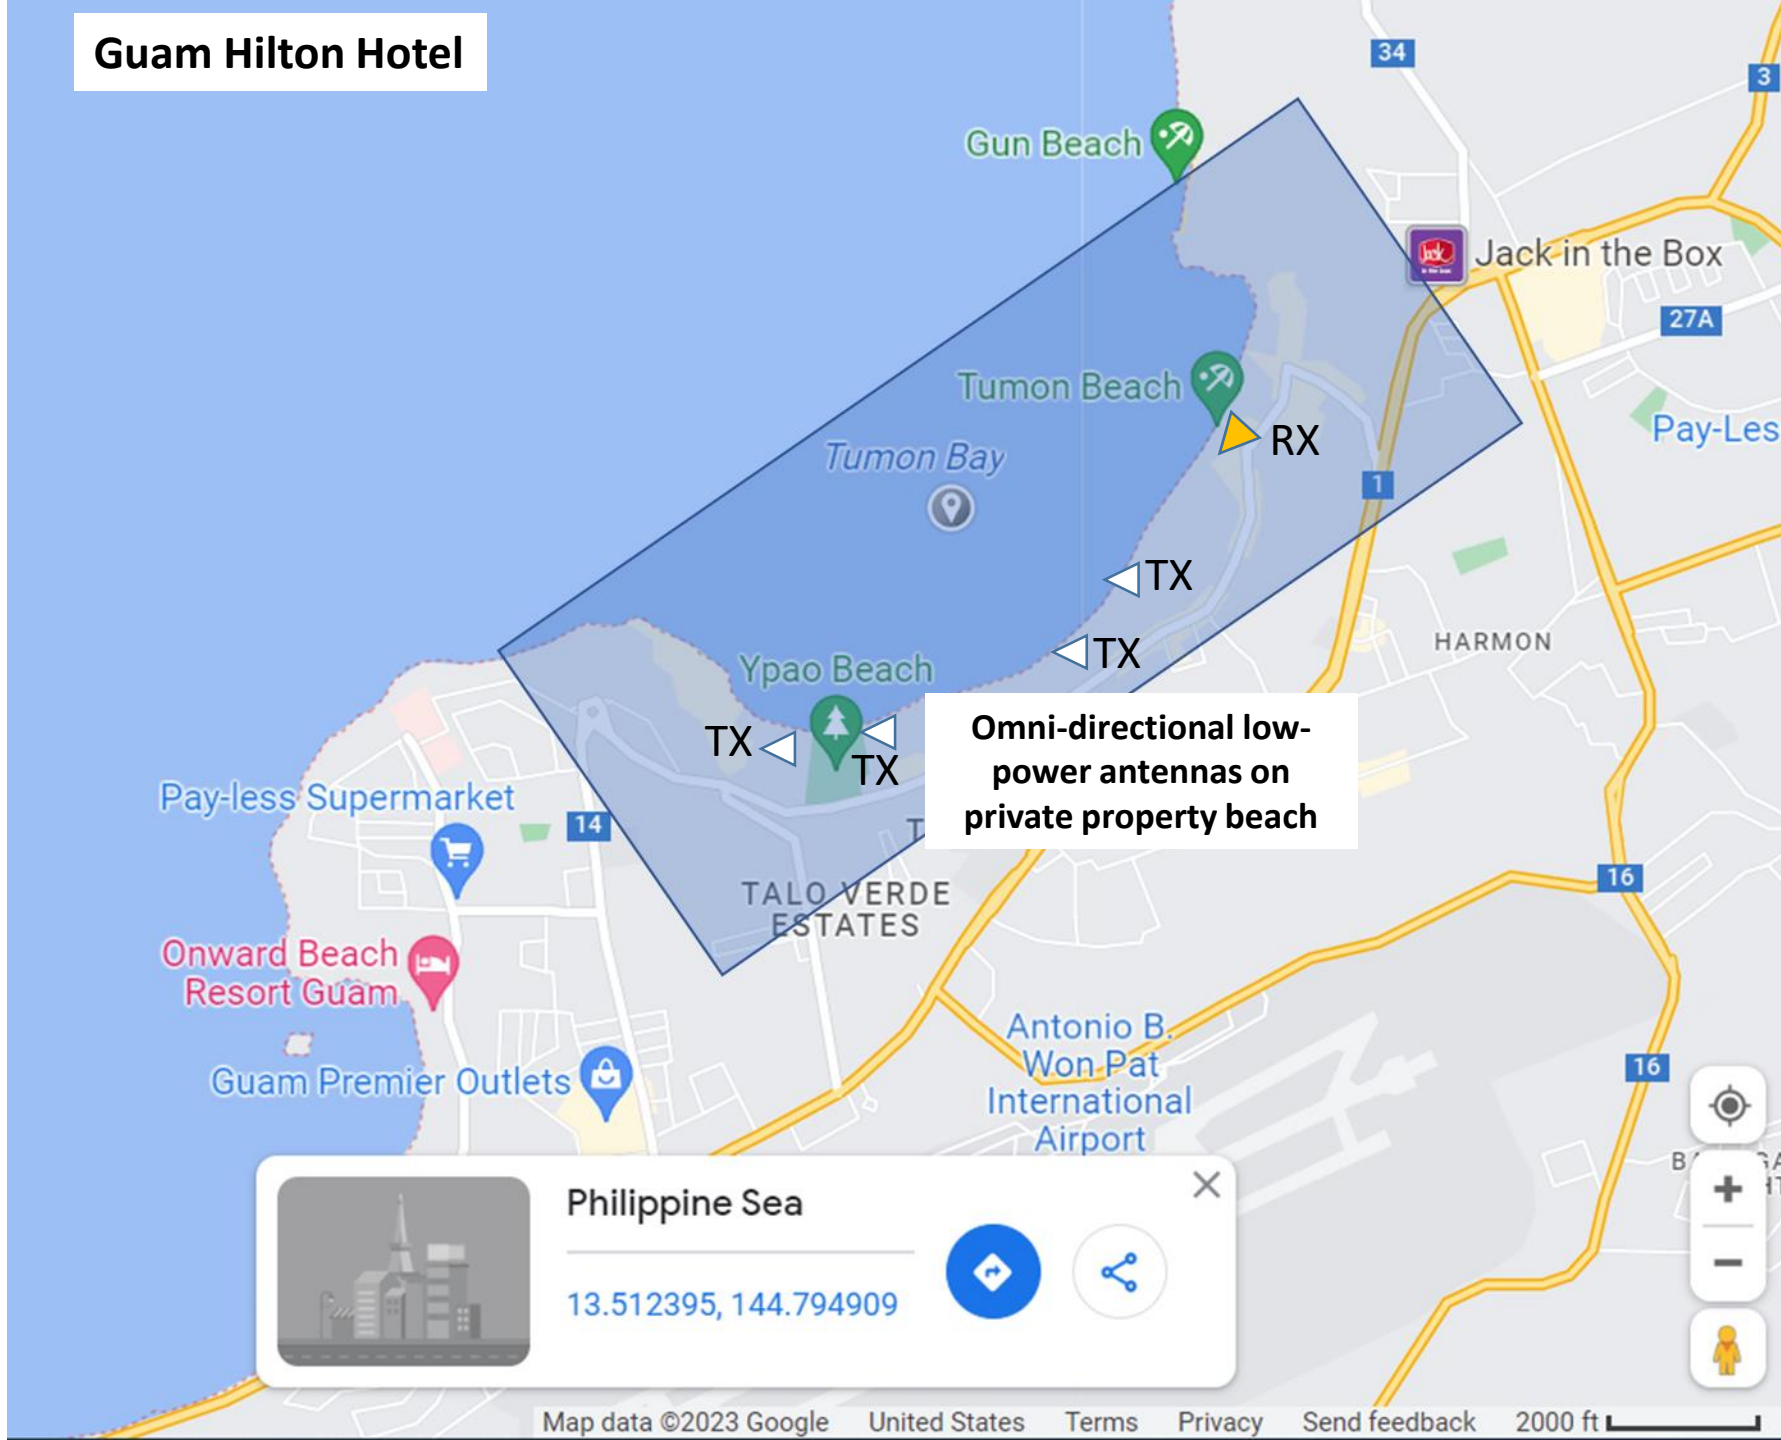 Guam Hilton Hotel
34
3
Gun Beach
Jack in the Box
27A
Tumon Beach
Pay-Les
RX
Tumon Bay
1
TX
HARMON
TX
Ypao Beach
Omni-directional low-
power antennas on
private property beach
TX
TX
Pay-less Supermarket
14
T
16
TALO VERDE
ESTATES
Onward Beach
Resort Guam
Antonio B.
Won Pat
International
Airport
16
Guam Premier Outlets
Philippine Sea
13.512395, 144.794909
Map data ©2023 Google United States Terms Privacy Send feedback 2000 ft